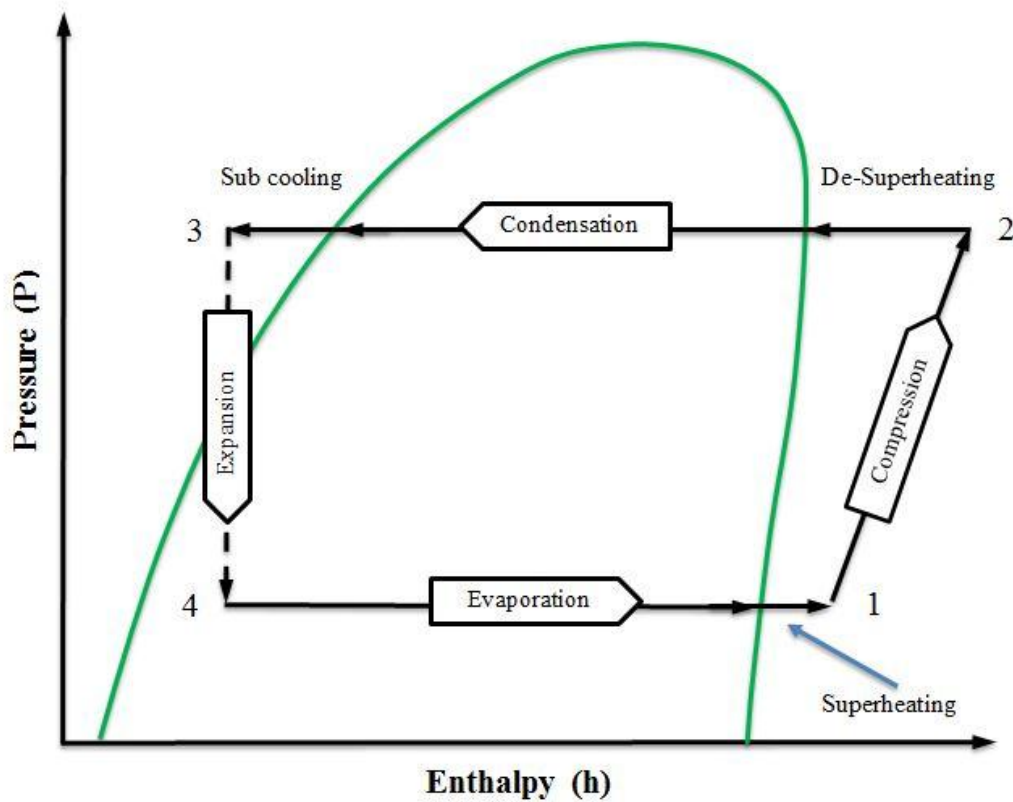 Sub cooling
De-Superheating
3
Condensation
2
Pressure (P)
Expansion
Compression
4
Evaporation
1
Superheating
Enthalpy (h)